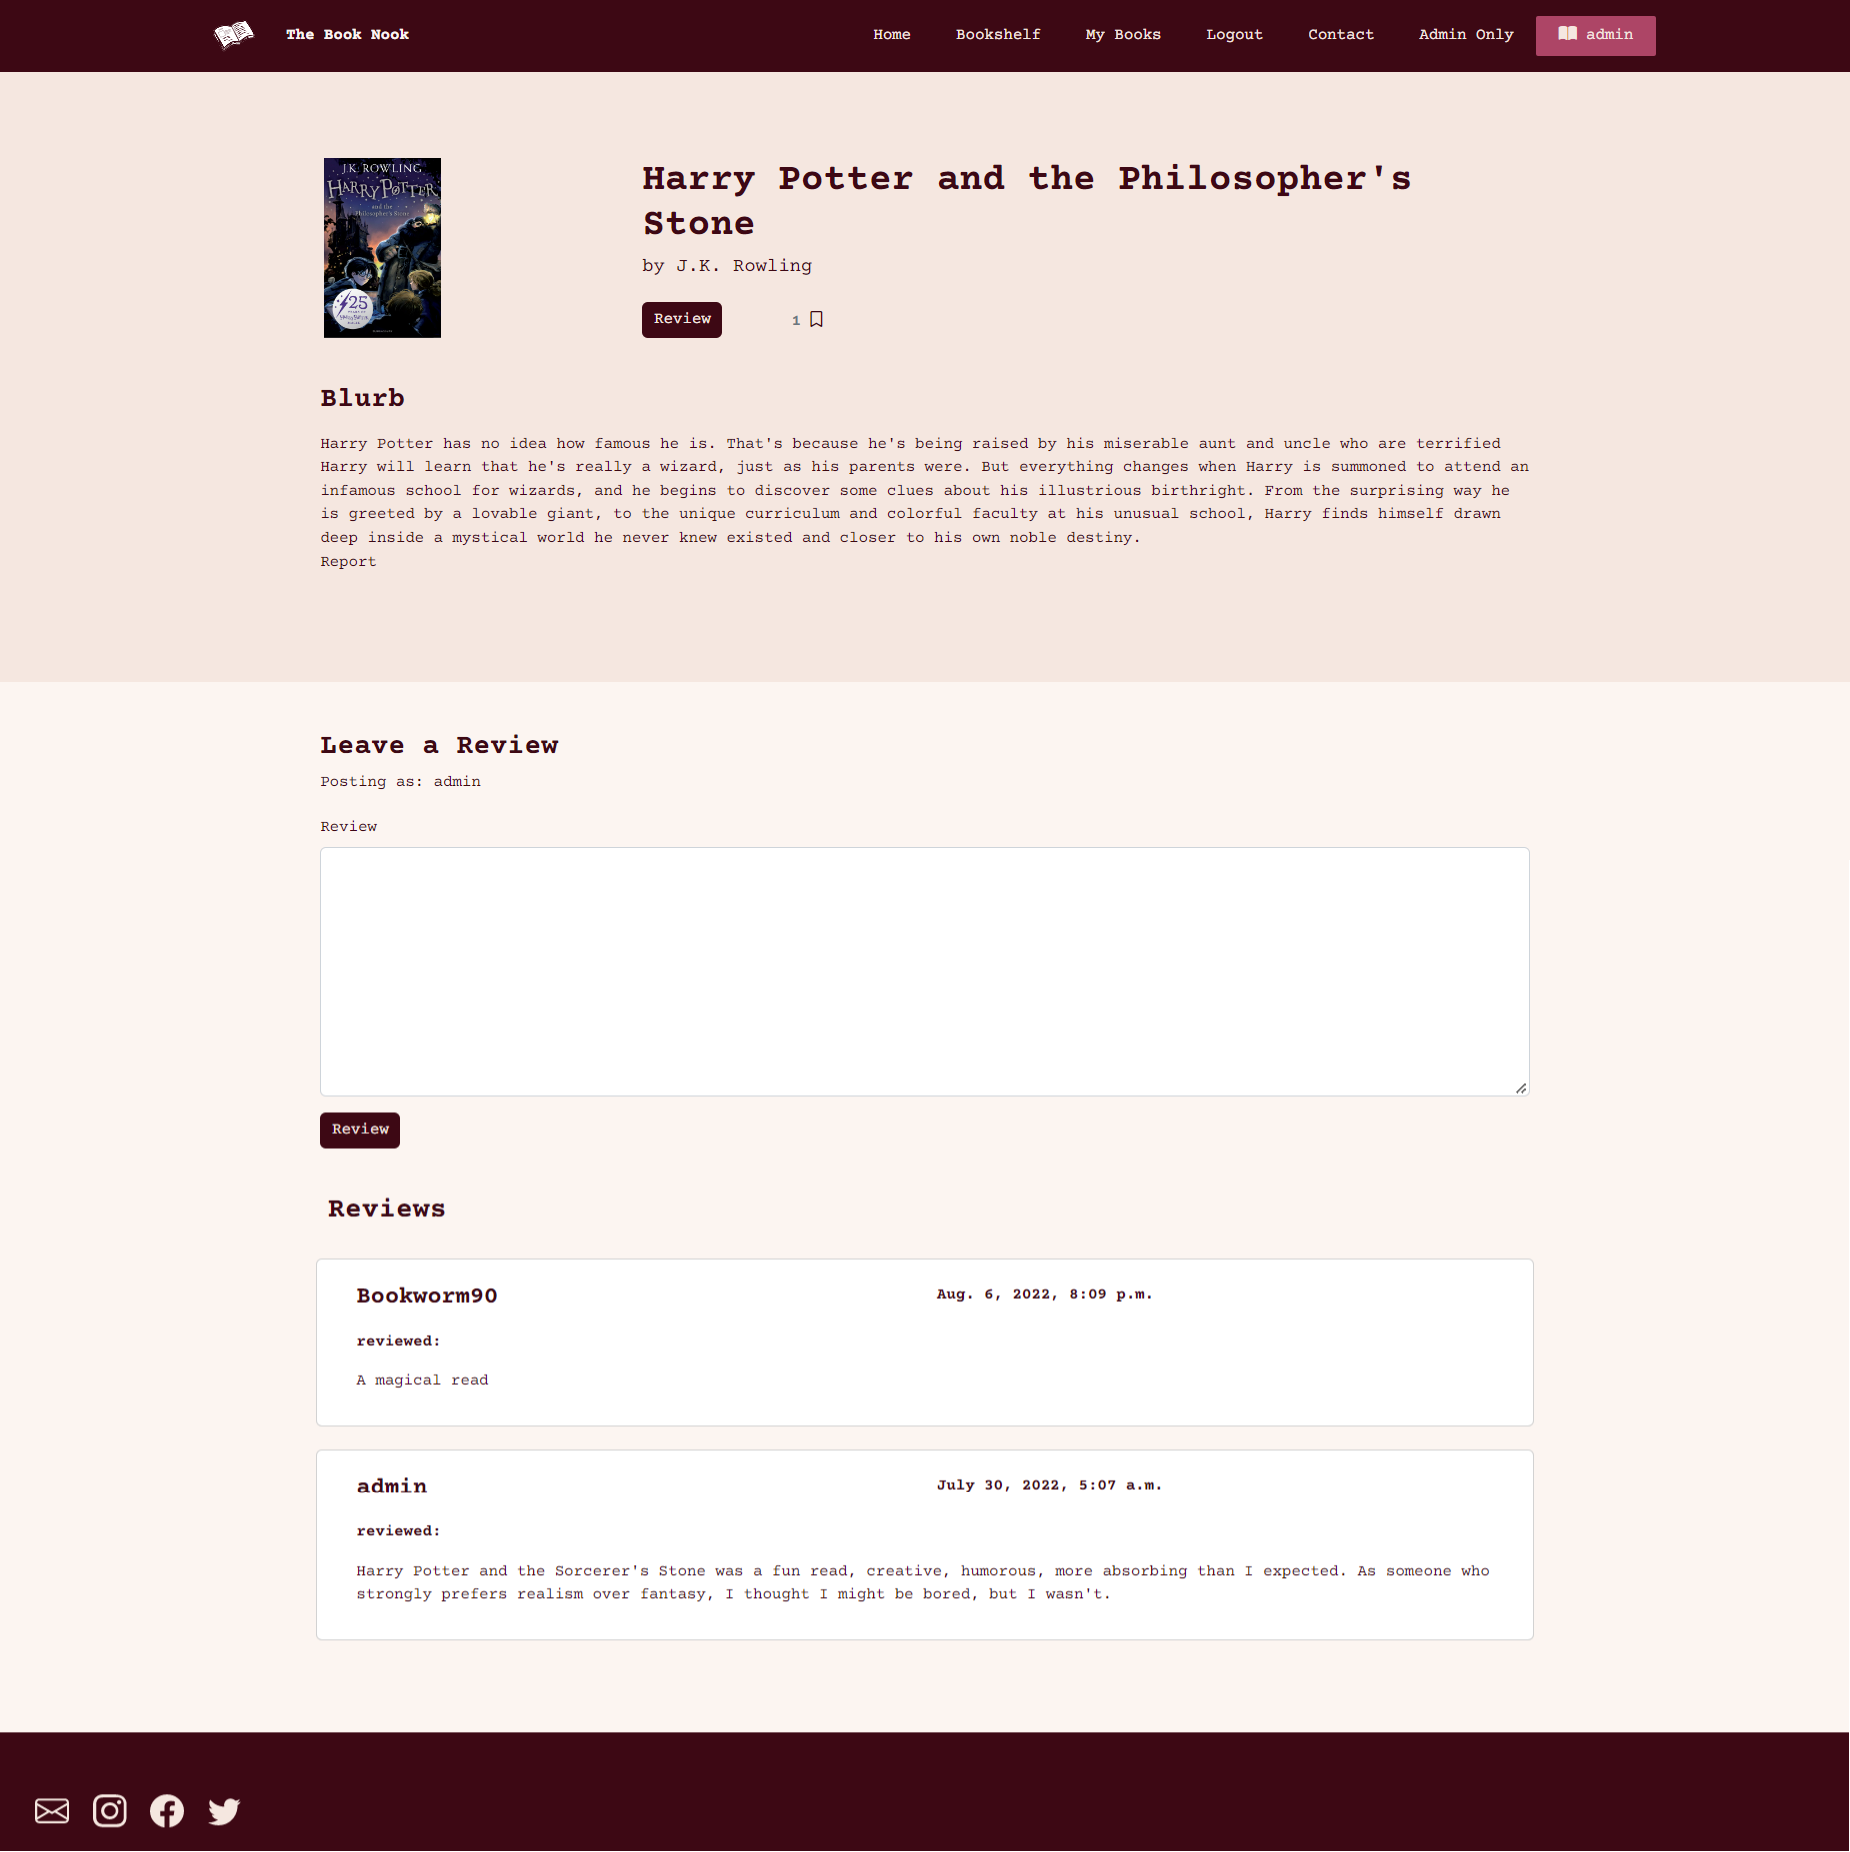 The Book Nook
Home
Bookshelf
My Books
Logout
Contact
Admin Only
admin
J.K. ROWLING
HARRY POTTER
and the
Philosopher's Stone
25
Harry Potter and the Philosopher's
Stone
by J.K. Rowling
Review
1
Blurb
Harry Potter has no idea how famous he is. That's because he's being raised by his miserable aunt and uncle who are terrified
Harry will learn that he's really a wizard, just as his parents were. But everything changes when Harry is summoned to attend an
infamous school for wizards, and he begins to discover some clues about his illustrious birthright. From the surprising way he
is greeted by a lovable giant, to the unique curriculum and colorful faculty at his unusual school, Harry finds himself drawn
deep inside a mystical world he never knew existed and closer to his own noble destiny.
Report
Leave a Review
Posting as: admin
Review
Review
Reviews
Bookworm90
Aug. 6, 2022, 8:09 p.m.
reviewed:
A magical read
admin
July 30, 2022, 5:07 a.m.
reviewed:
Harry Potter and the Sorcerer's Stone was a fun read, creative, humorous, more absorbing than I expected. As someone who
strongly prefers realism over fantasy, I thought I might be bored, but I wasn't.